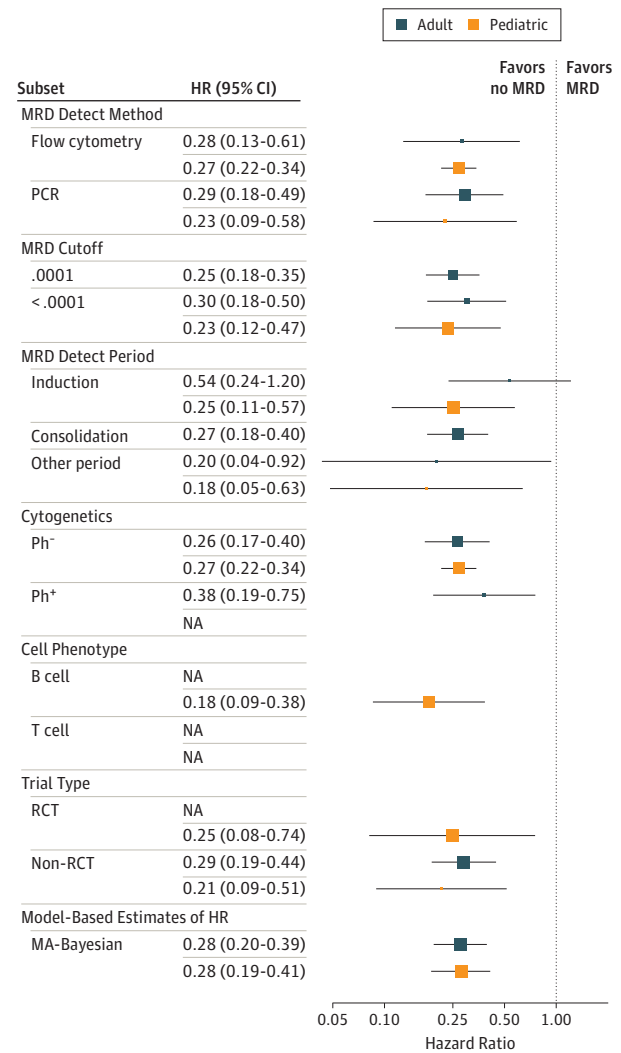 Adult Pediatric
Favors no MRD
Favors MRD
Subset HR (95% CI)
MRD Detect Method
Flow cytometry 0.28 (0.13-0.61)
0.27 (0.22-0.34)
PCR 0.29 (0.18-0.49)
0.23 (0.09-0.58)
MRD Cutoff
.0001 0.25 (0.18-0.35)
<.0001 0.30 (0.18-0.50)
0.23 (0.12-0.47)
MRD Detect Period
Induction 0.54 (0.24-1.20)
0.25 (0.11-0.57)
Consolidation 0.27 (0.18-0.40)
Other period 0.20 (0.04-0.92)
0.18 (0.05-0.63)
Cytogenetics
Ph⁻ 0.26 (0.17-0.40)
0.27 (0.22-0.34)
Ph⁺ 0.38 (0.19-0.75)
NA
Cell Phenotype
B cell NA
0.18 (0.09-0.38)
T cell NA
NA
Trial Type
RCT NA
0.25 (0.08-0.74)
Non-RCT 0.29 (0.19-0.44)
0.21 (0.09-0.51)
Model-Based Estimates of HR
MA-Bayesian 0.28 (0.20-0.39)
0.28 (0.19-0.41)
0.05 0.10 0.25 0.50 1.00
Hazard Ratio